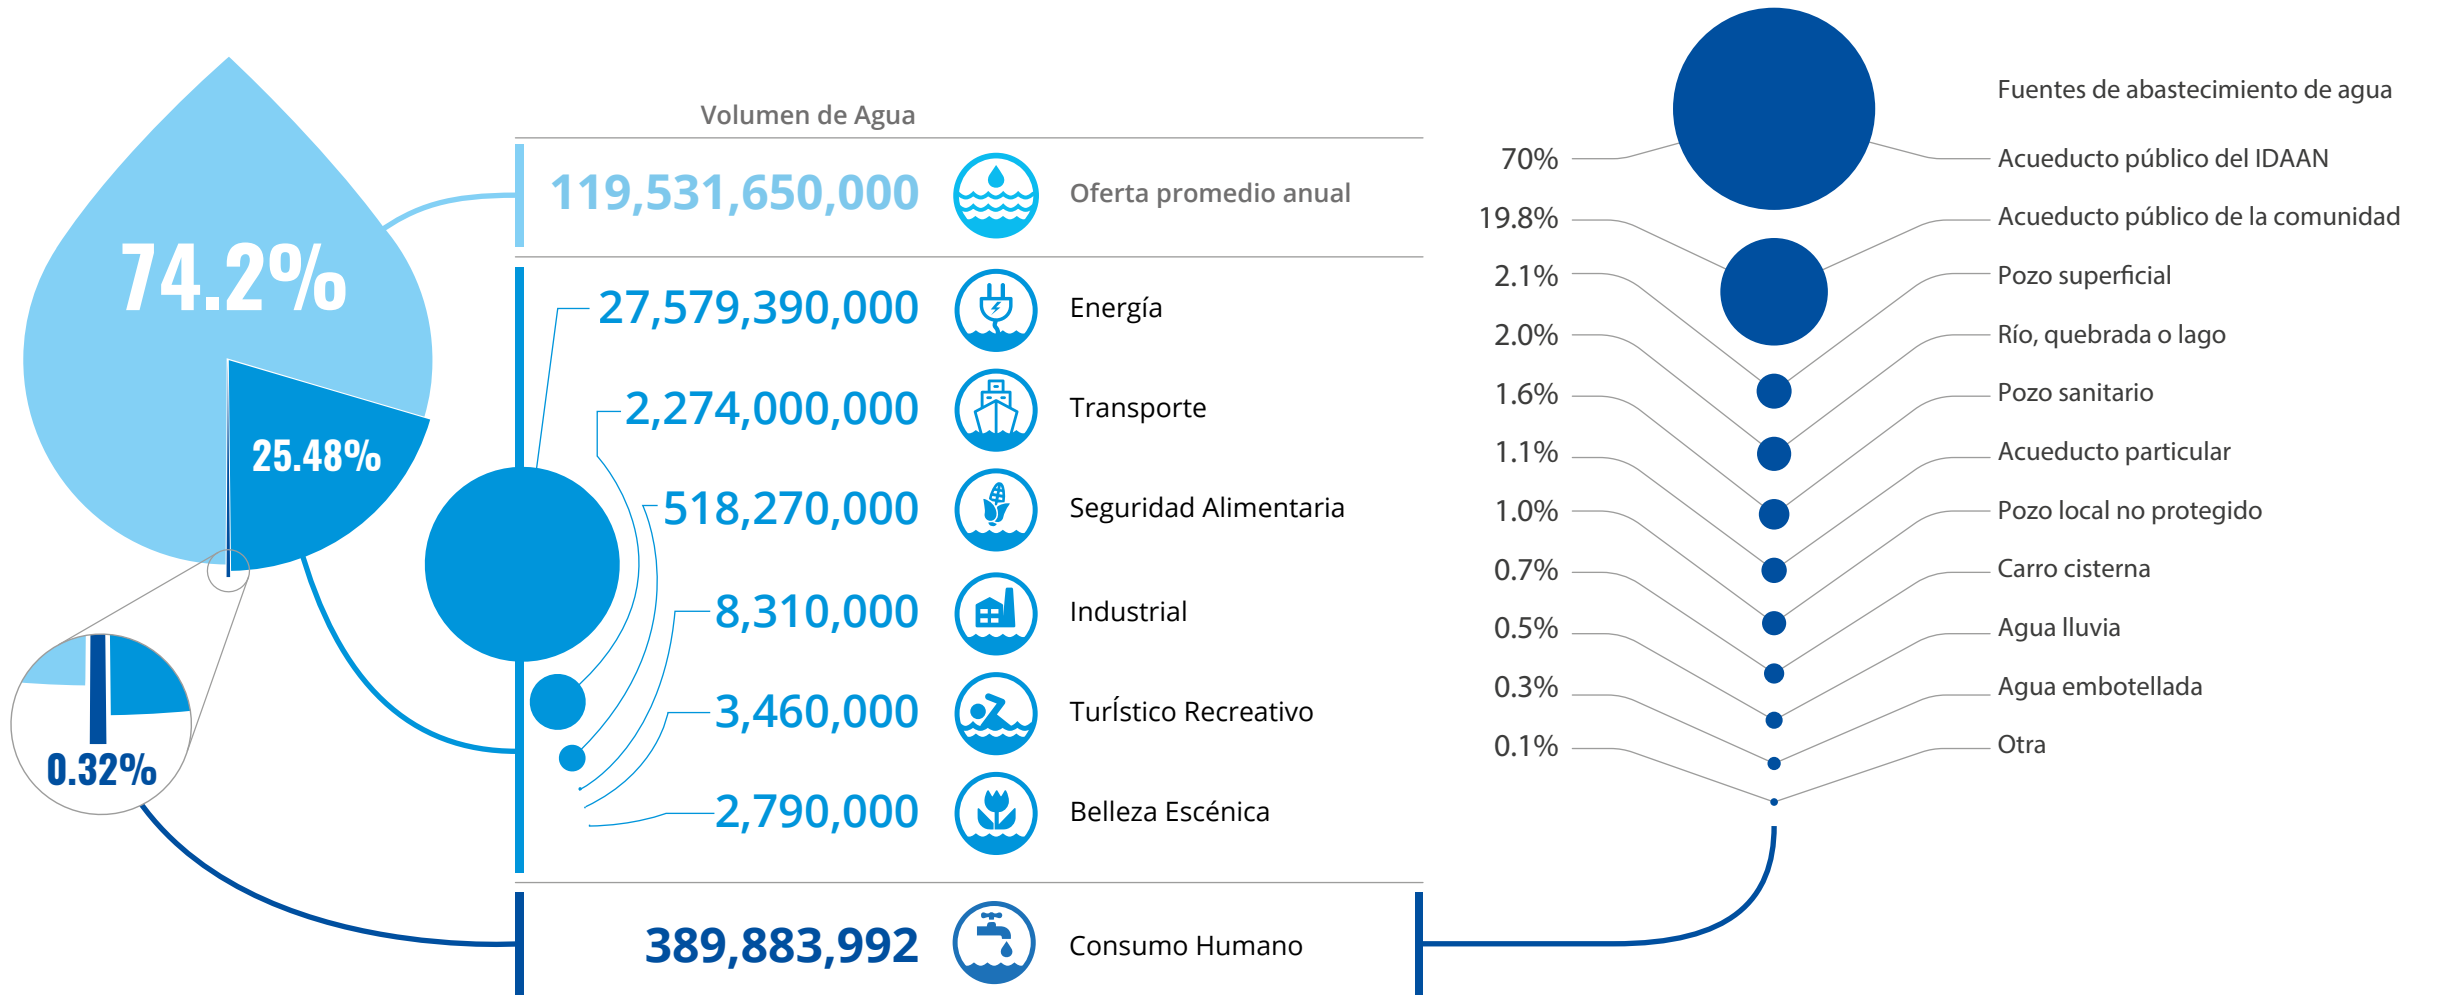 74.2%
25.48%
0.32%
Volumen de Agua
119,531,650,000 Oferta promedio anual
27,579,390,000 Energía
2,274,000,000 Transporte
518,270,000 Seguridad Alimentaria
8,310,000 Industrial
3,460,000 TurÍstico Recreativo
2,790,000 Belleza Escénica
389,883,992 Consumo Humano
Fuentes de abastecimiento de agua
70% Acueducto público del IDAAN
19.8% Acueducto público de la comunidad
2.1% Pozo superficial
2.0% Río, quebrada o lago
1.6% Pozo sanitario
1.1% Acueducto particular
1.0% Pozo local no protegido
0.7% Carro cisterna
0.5% Agua lluvia
0.3% Agua embotellada
0.1% Otra